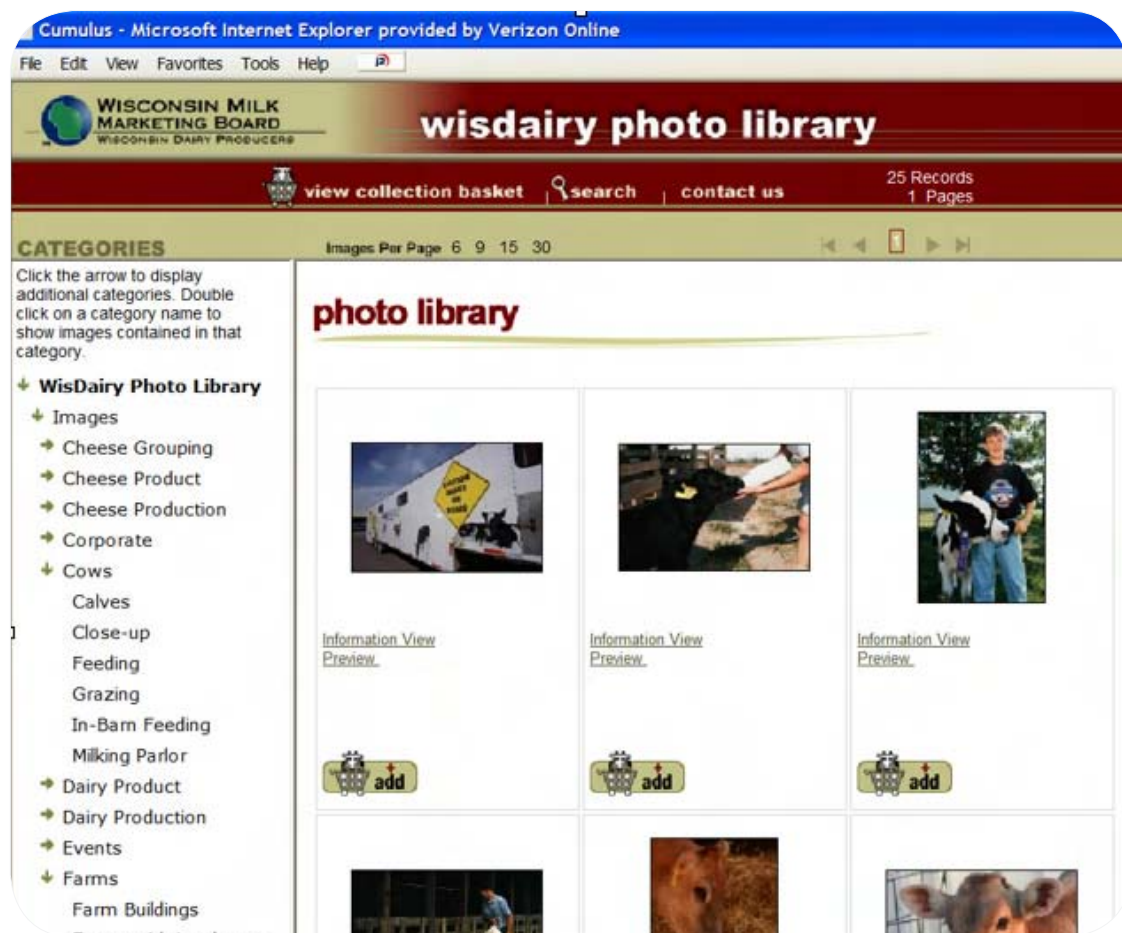 Cumulus - Microsoft Internet Explorer provided by Verizon Online
File Edit View Favorites Tools Help
WISCONSIN MILK
MARKETING BOARD
WISCONSIN DAIRY PRODUCERS
wisdairy photo library
view collection basket
search
contact us
25 Records
1 Pages
CATEGORIES
Images Per Page 6 9 15 30
1
Click the arrow to display
additional categories. Double
click on a category name to
show images contained in that
category.
photo library
WisDairy Photo Library
Images
Cheese Grouping
Cheese Product
Cheese Production
Corporate
Cows
Calves
Close-up
Feeding
Grazing
In-Barn Feeding
Milking Parlor
Dairy Product
Dairy Production
Events
Farms
Farm Buildings
Information View
Preview
add
Information View
Preview
add
Information View
Preview
add